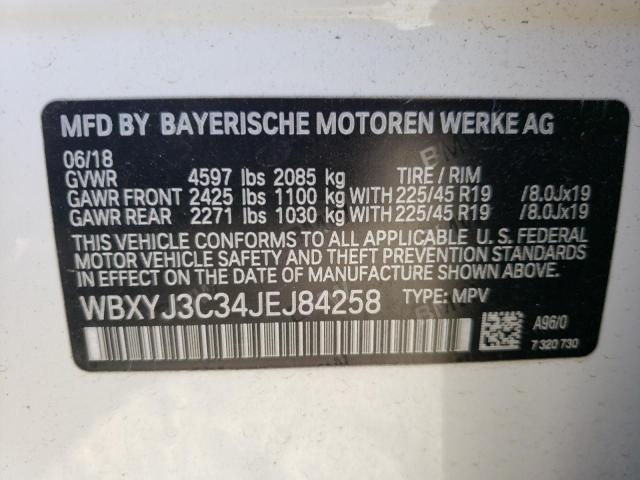 MFD BY BAYERISCHE MOTOREN WERKE AG
06/18
GVWR 4597 lbs 2085 kg TIRE / RIM
GAWR FRONT 2425 lbs 1100 kg WITH 225/45 R19 /8.0Jx19
GAWR REAR 2271 lbs 1030 kg WITH 225/45 R19 /8.0Jx19
THIS VEHICLE CONFORMS TO ALL APPLICABLE U. S. FEDERAL
MOTOR VEHICLE SAFETY AND THEFT PREVENTION STANDARDS
IN EFFECT ON THE DATE OF MANUFACTURE SHOWN ABOVE.
WBXYJ3C34JEJ84258 TYPE: MPV
A96/0
7 320 730